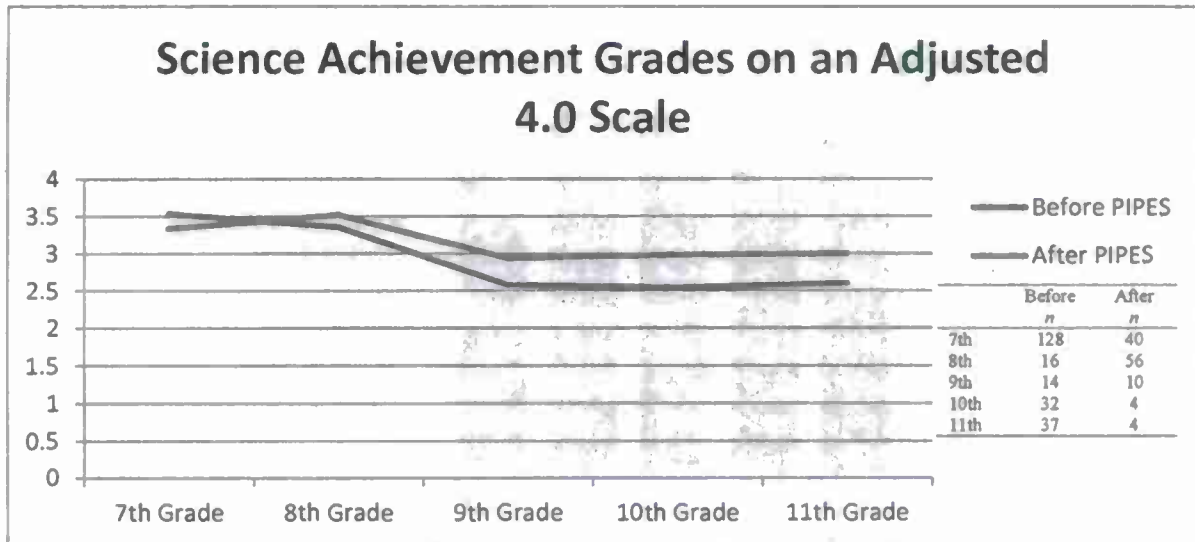 Science Achievement Grades on an Adjusted
4.0 Scale
4
3.5
3
2.5
2
1.5
1
0.5
0
7th Grade 8th Grade 9th Grade 10th Grade 11th Grade
Before PIPES
After PIPES
Before After
n n
7th 128 40
8th 16 56
9th 14 10
10th 32 4
11th 37 4